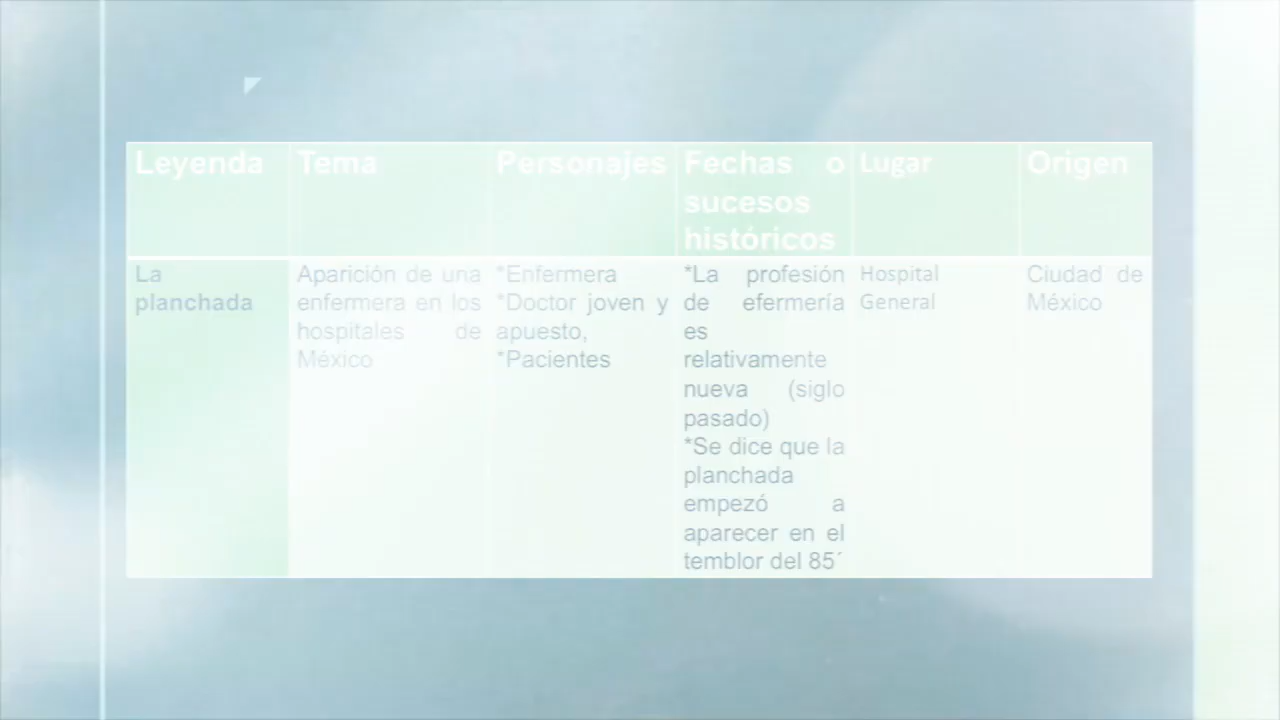 Leyenda
Tema
Personajes
Fechas o
sucesos
históricos
Lugar
Origen
La
planchada
Aparición de una
enfermera en los
hospitales de
México
*Enfermera
*Doctor joven y
apuesto,
*Pacientes
*La profesión
de efermería
es
relativamente
nueva (siglo
pasado)
*Se dice que la
planchada
empezó a
aparecer en el
temblor del 85´
Hospital
General
Ciudad de
México